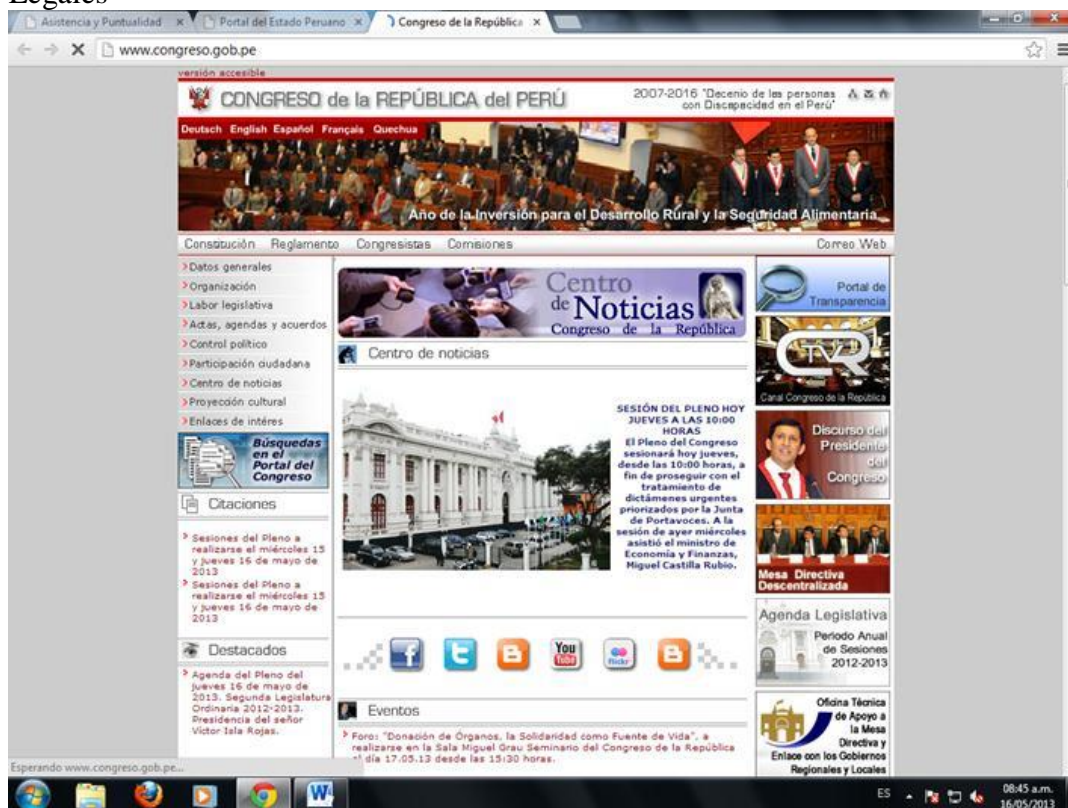 Legales
Asistencia y Puntualidad
Portal del Estado Peruano
Congreso de la República
www.congreso.gob.pe
versión accesible
CONGRESO de la REPÚBLICA del PERÚ
2007-2016 "Decenio de las personas
con Discapacidad en el Perú"
Deutsch English Español Français Quechua
Año de la Inversión para el Desarrollo Rural y la Seguridad Alimentaria
Constitución Reglamento Congresistas Comisiones Correo Web
Datos generales
Organización
Labor legislativa
Actas, agendas y acuerdos
Control político
Participación ciudadana
Centro de noticias
Proyección cultural
Enlaces de intéres
Búsquedas
en el
Portal del
Congreso
Citaciones
Sesiones del Pleno a
realizarse el miércoles 15
y jueves 16 de mayo de
2013
Sesiones del Pleno a
realizarse el miércoles 15
y jueves 16 de mayo de
2013
Destacados
Agenda del Pleno del
jueves 16 de mayo de
2013. Segunda Legislatura
Ordinaria 2012-2013.
Presidencia del señor
Víctor Isla Rojas.
Centro
de Noticias
Congreso de la República
Centro de noticias
SESIÓN DEL PLENO HOY
JUEVES A LAS 10:00
HORAS
El Pleno del Congreso
sesionará hoy jueves,
desde las 10:00 horas, a
fin de proseguir con el
tratamiento de
dictámenes urgentes
priorizados por la Junta
de Portavoces. A la
sesión de ayer miércoles
asistió el ministro de
Economía y Finanzas,
Miguel Castilla Rubio.
You
Tube
flickr
Eventos
Foro: "Donación de Órganos, la Solidaridad como Fuente de Vida", a
realizarse en la Sala Miguel Grau Seminario del Congreso de la República
el día 17.05.13 desde las 15:30 horas.
Portal de
Transparencia
CTVR
Canal Congreso de la República
Discurso del
Presidente
del
Congreso
Mesa Directiva
Descentralizada
Agenda Legislativa
Periodo Anual
de Sesiones
2012-2013
Oficina Técnica
de Apoyo a
la Mesa
Directiva y
Enlace con los Gobiernos
Regionales y Locales
Esperando www.congreso.gob.pe...
ES
08:45 a.m.
16/05/2013